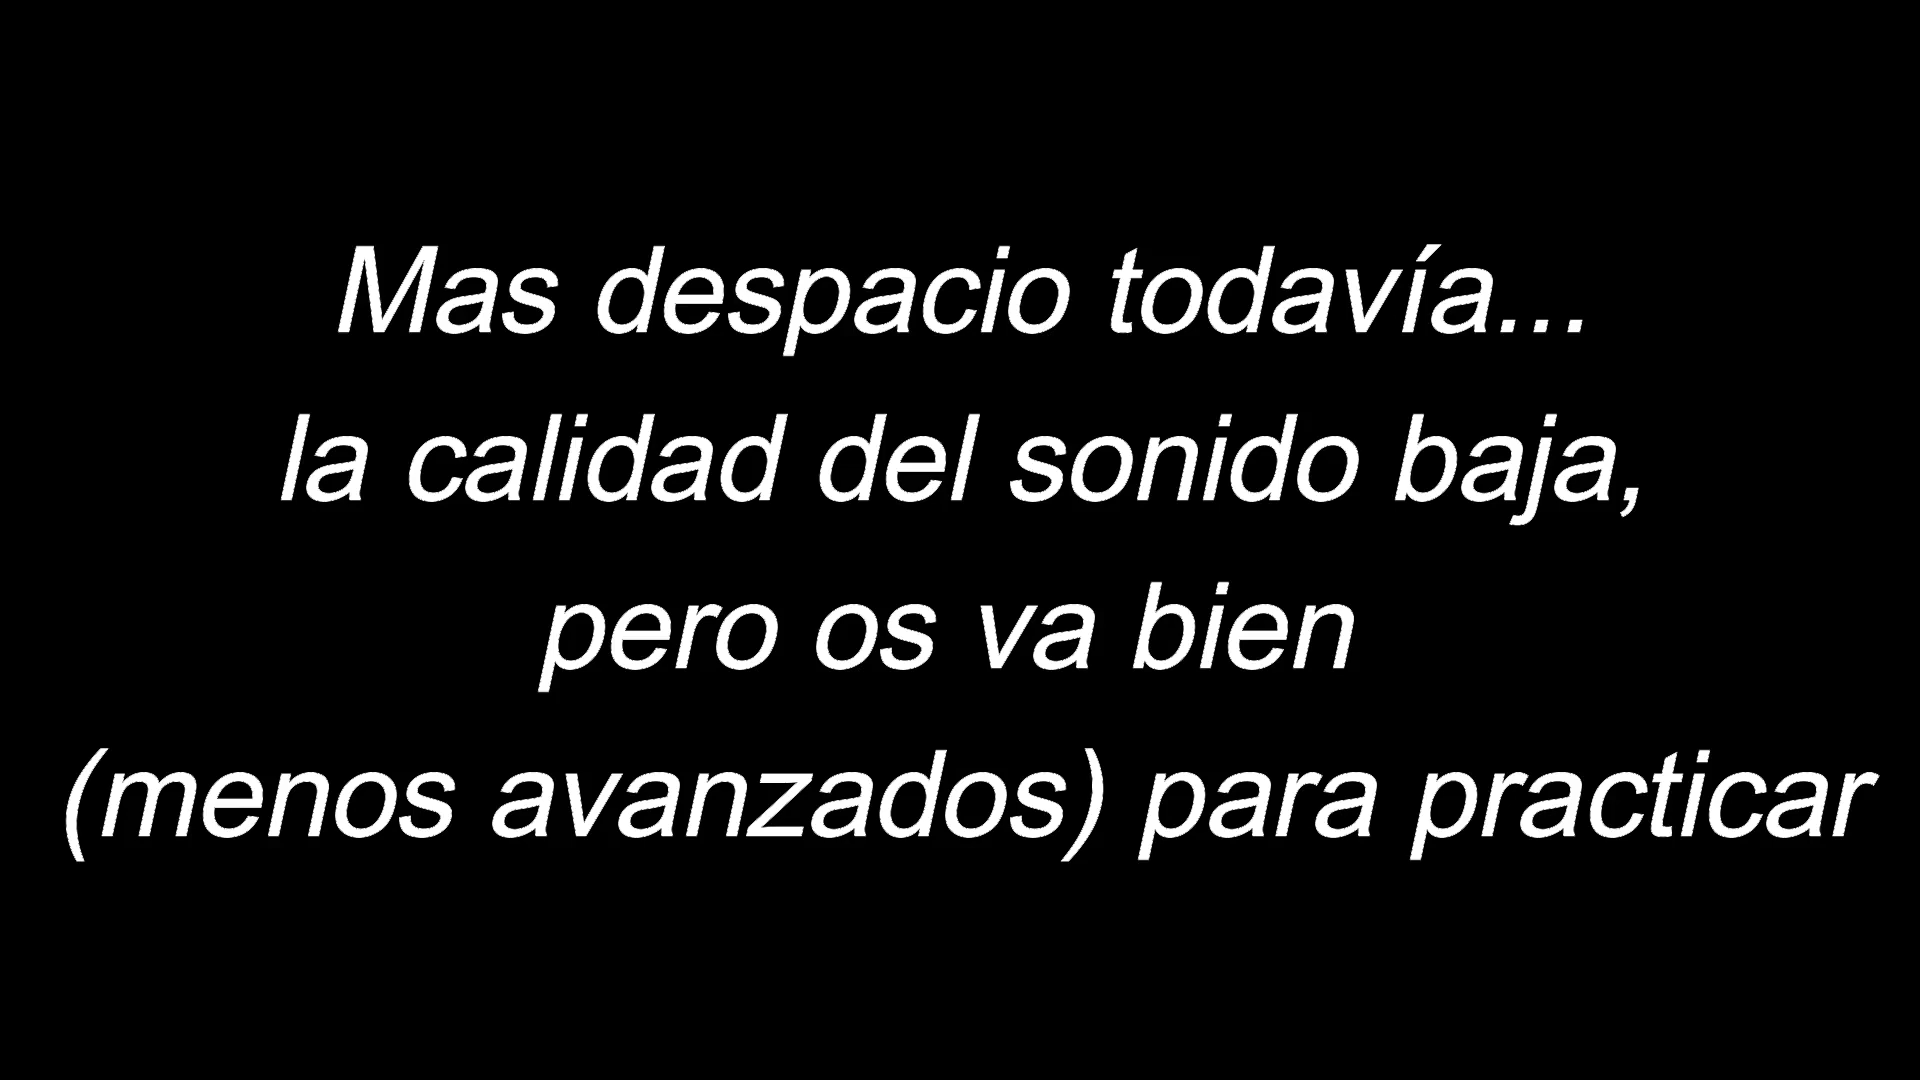 Mas despacio todavía...
la calidad del sonido baja,
pero os va bien
(menos avanzados) para practicar